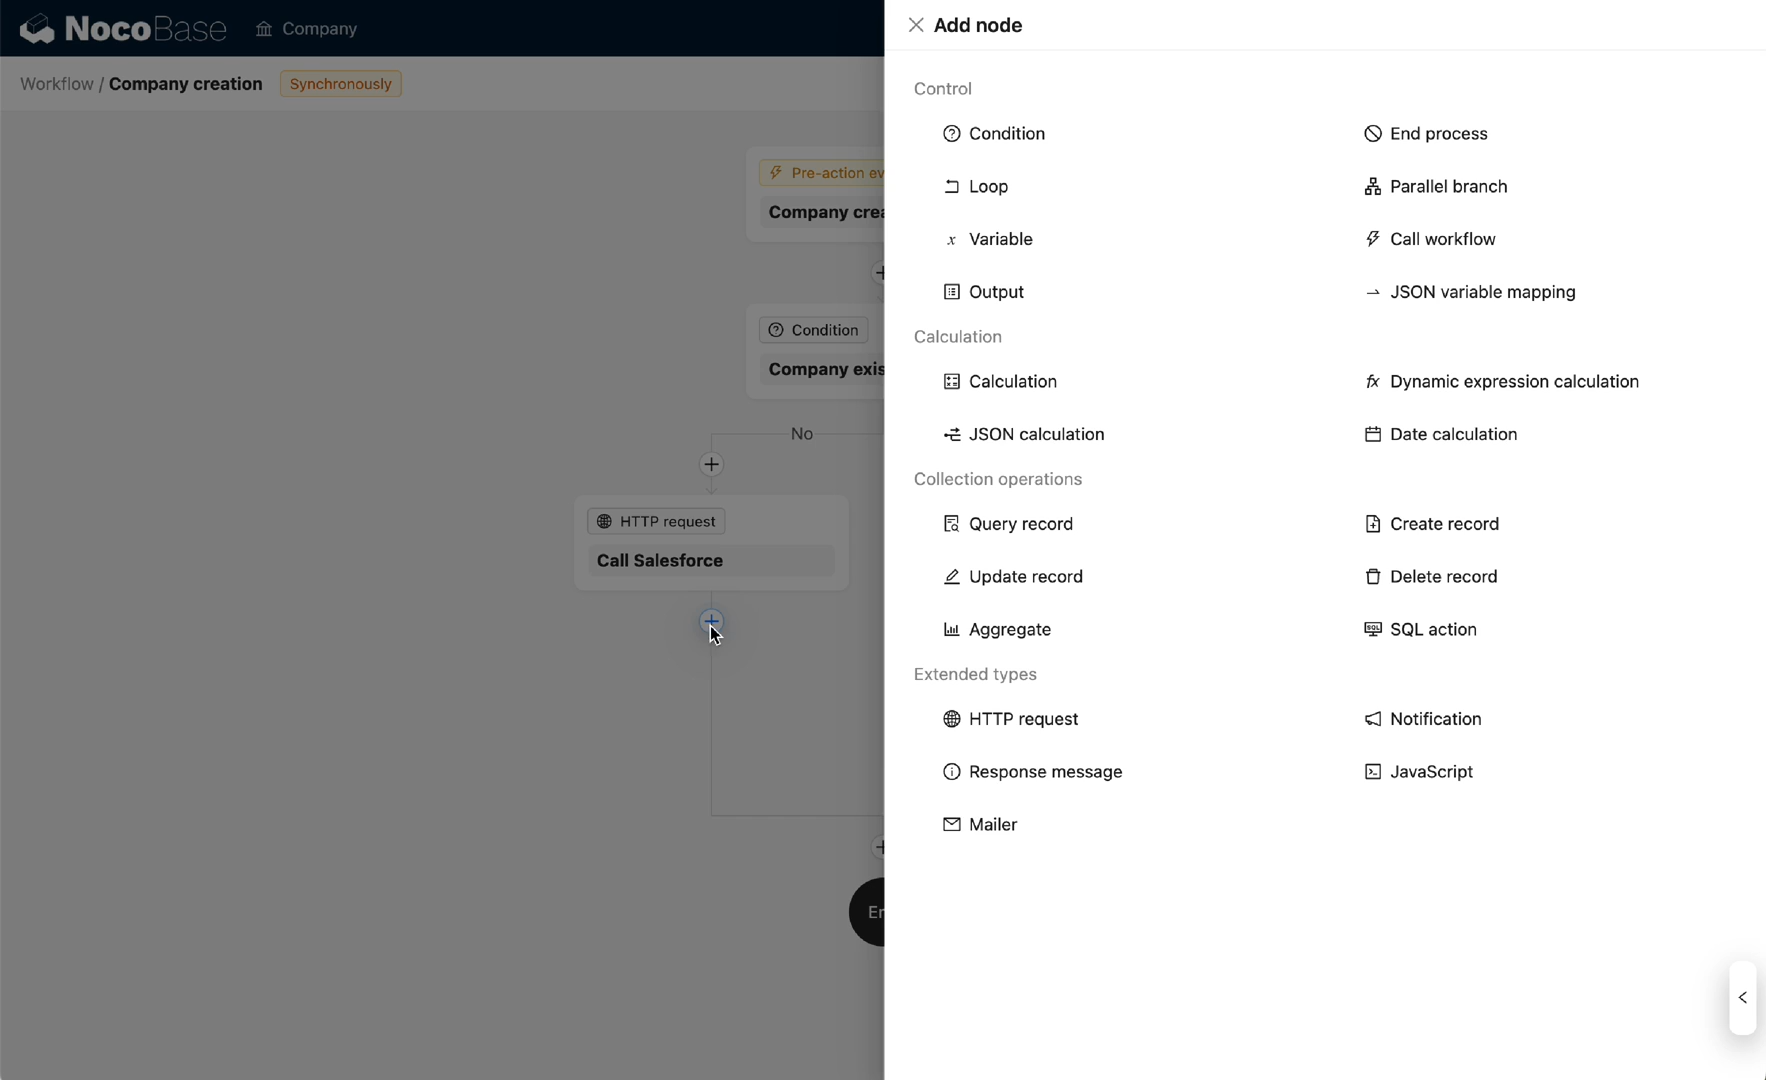 NocoBase
Company
Add node
Workflow / Company creation
Synchronously
Pre-action ev
Company crea
Condition
Company exis
No
HTTP request
Call Salesforce
En
Control
Condition
End process
Loop
Parallel branch
x Variable
Call workflow
Output
JSON variable mapping
Calculation
Calculation
fx Dynamic expression calculation
JSON calculation
Date calculation
Collection operations
Query record
Create record
Update record
Delete record
Aggregate
SQL SQL action
Extended types
HTTP request
Notification
Response message
JavaScript
Mailer